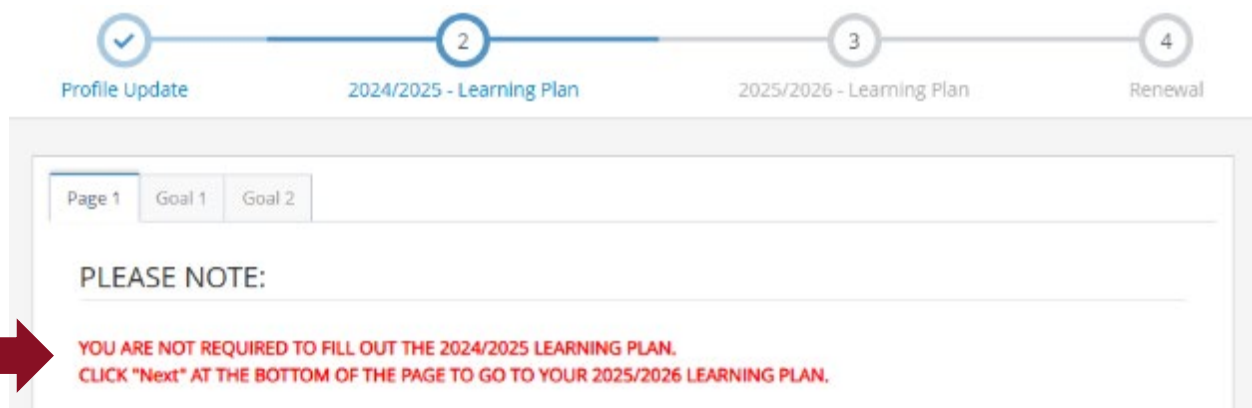 2
3
4
Profile Update
2024/2025 - Learning Plan
2025/2026 - Learning Plan
Renewal
Page 1
Goal 1
Goal 2
PLEASE NOTE:
YOU ARE NOT REQUIRED TO FILL OUT THE 2024/2025 LEARNING PLAN.
CLICK "Next" AT THE BOTTOM OF THE PAGE TO GO TO YOUR 2025/2026 LEARNING PLAN.